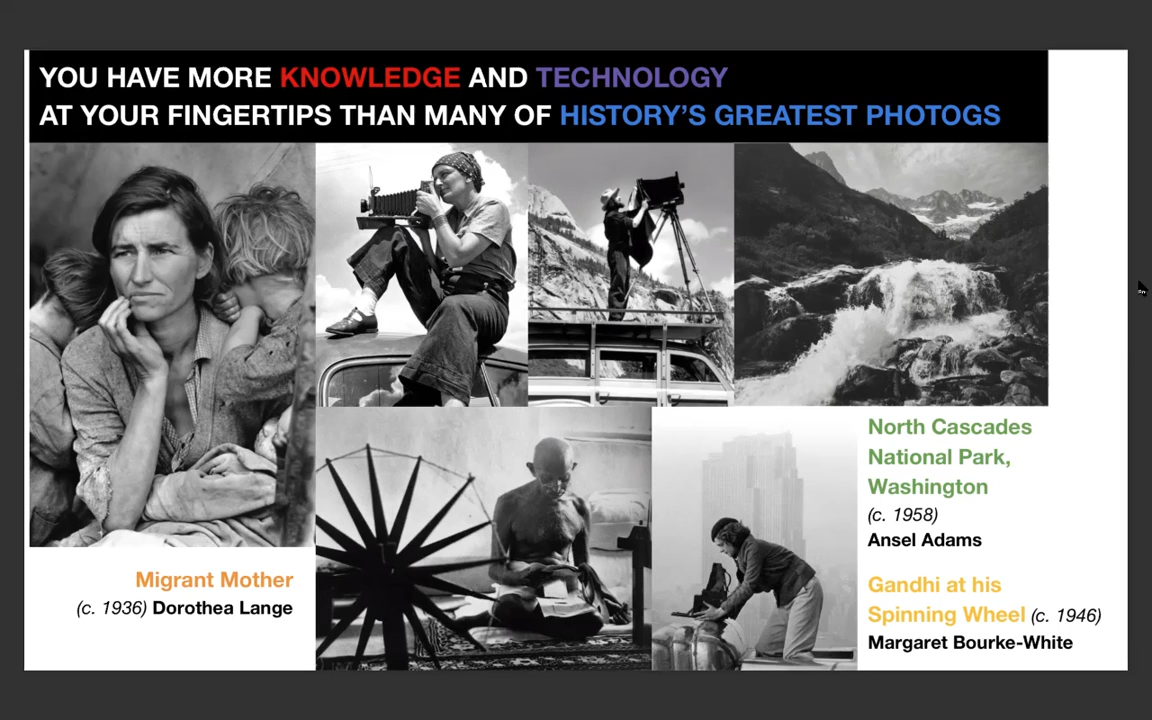 YOU HAVE MORE KNOWLEDGE AND TECHNOLOGY
AT YOUR FINGERTIPS THAN MANY OF HISTORY'S GREATEST PHOTOGS
Migrant Mother
(c. 1936) Dorothea Lange
North Cascades
National Park,
Washington
(c. 1958)
Ansel Adams
Gandhi at his
Spinning Wheel (c. 1946)
Margaret Bourke-White